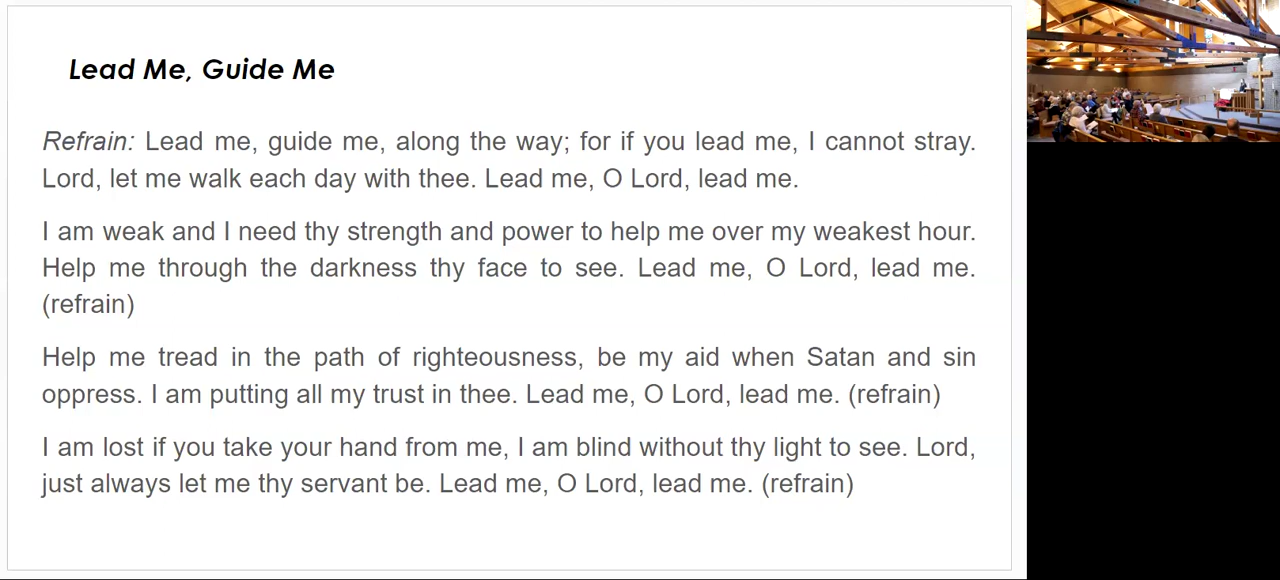 Lead Me, Guide Me
Refrain: Lead me, guide me, along the way; for if you lead me, I cannot stray.
Lord, let me walk each day with thee. Lead me, O Lord, lead me.
I am weak and I need thy strength and power to help me over my weakest hour.
Help me through the darkness thy face to see. Lead me, O Lord, lead me.
(refrain)
Help me tread in the path of righteousness, be my aid when Satan and sin
oppress. I am putting all my trust in thee. Lead me, O Lord, lead me. (refrain)
I am lost if you take your hand from me, I am blind without thy light to see. Lord,
just always let me thy servant be. Lead me, O Lord, lead me. (refrain)